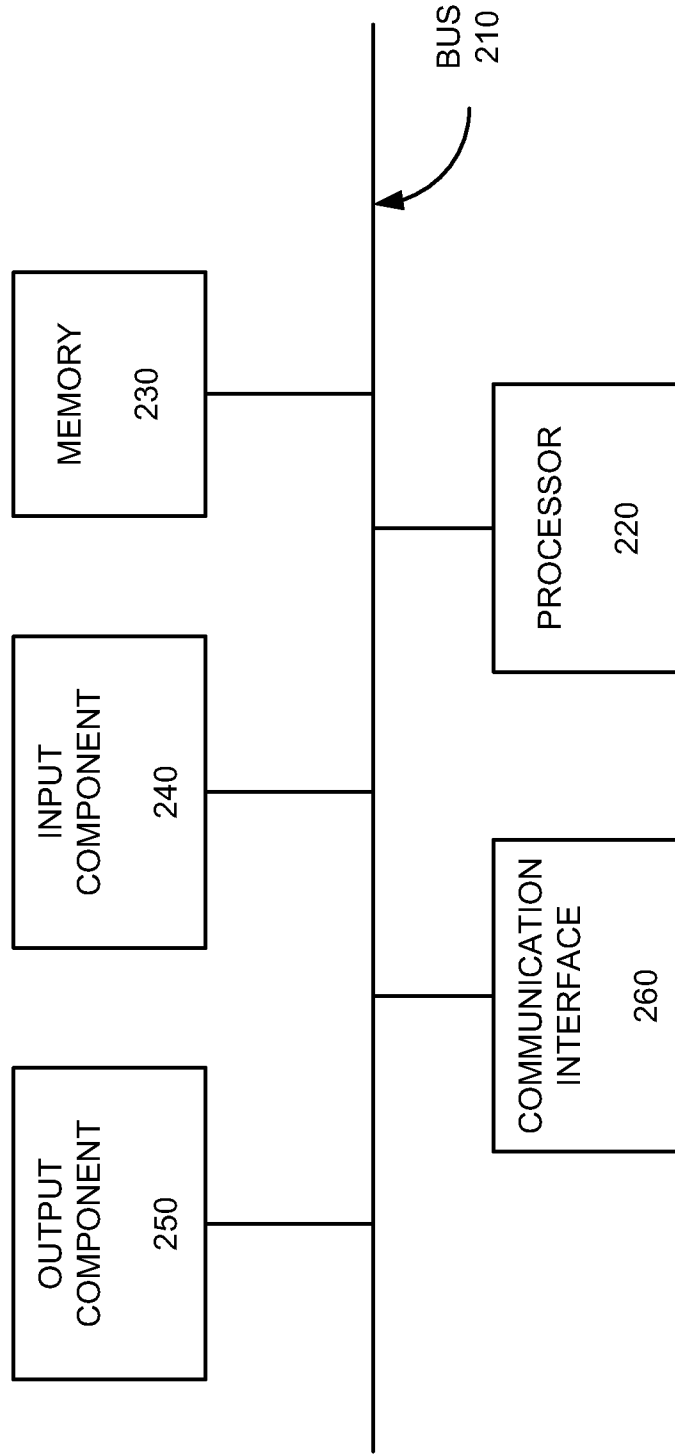 MEMORY
230
INPUT
COMPONENT
240
OUTPUT
COMPONENT
250
BUS
210
PROCESSOR
220
COMMUNICATION
INTERFACE
260